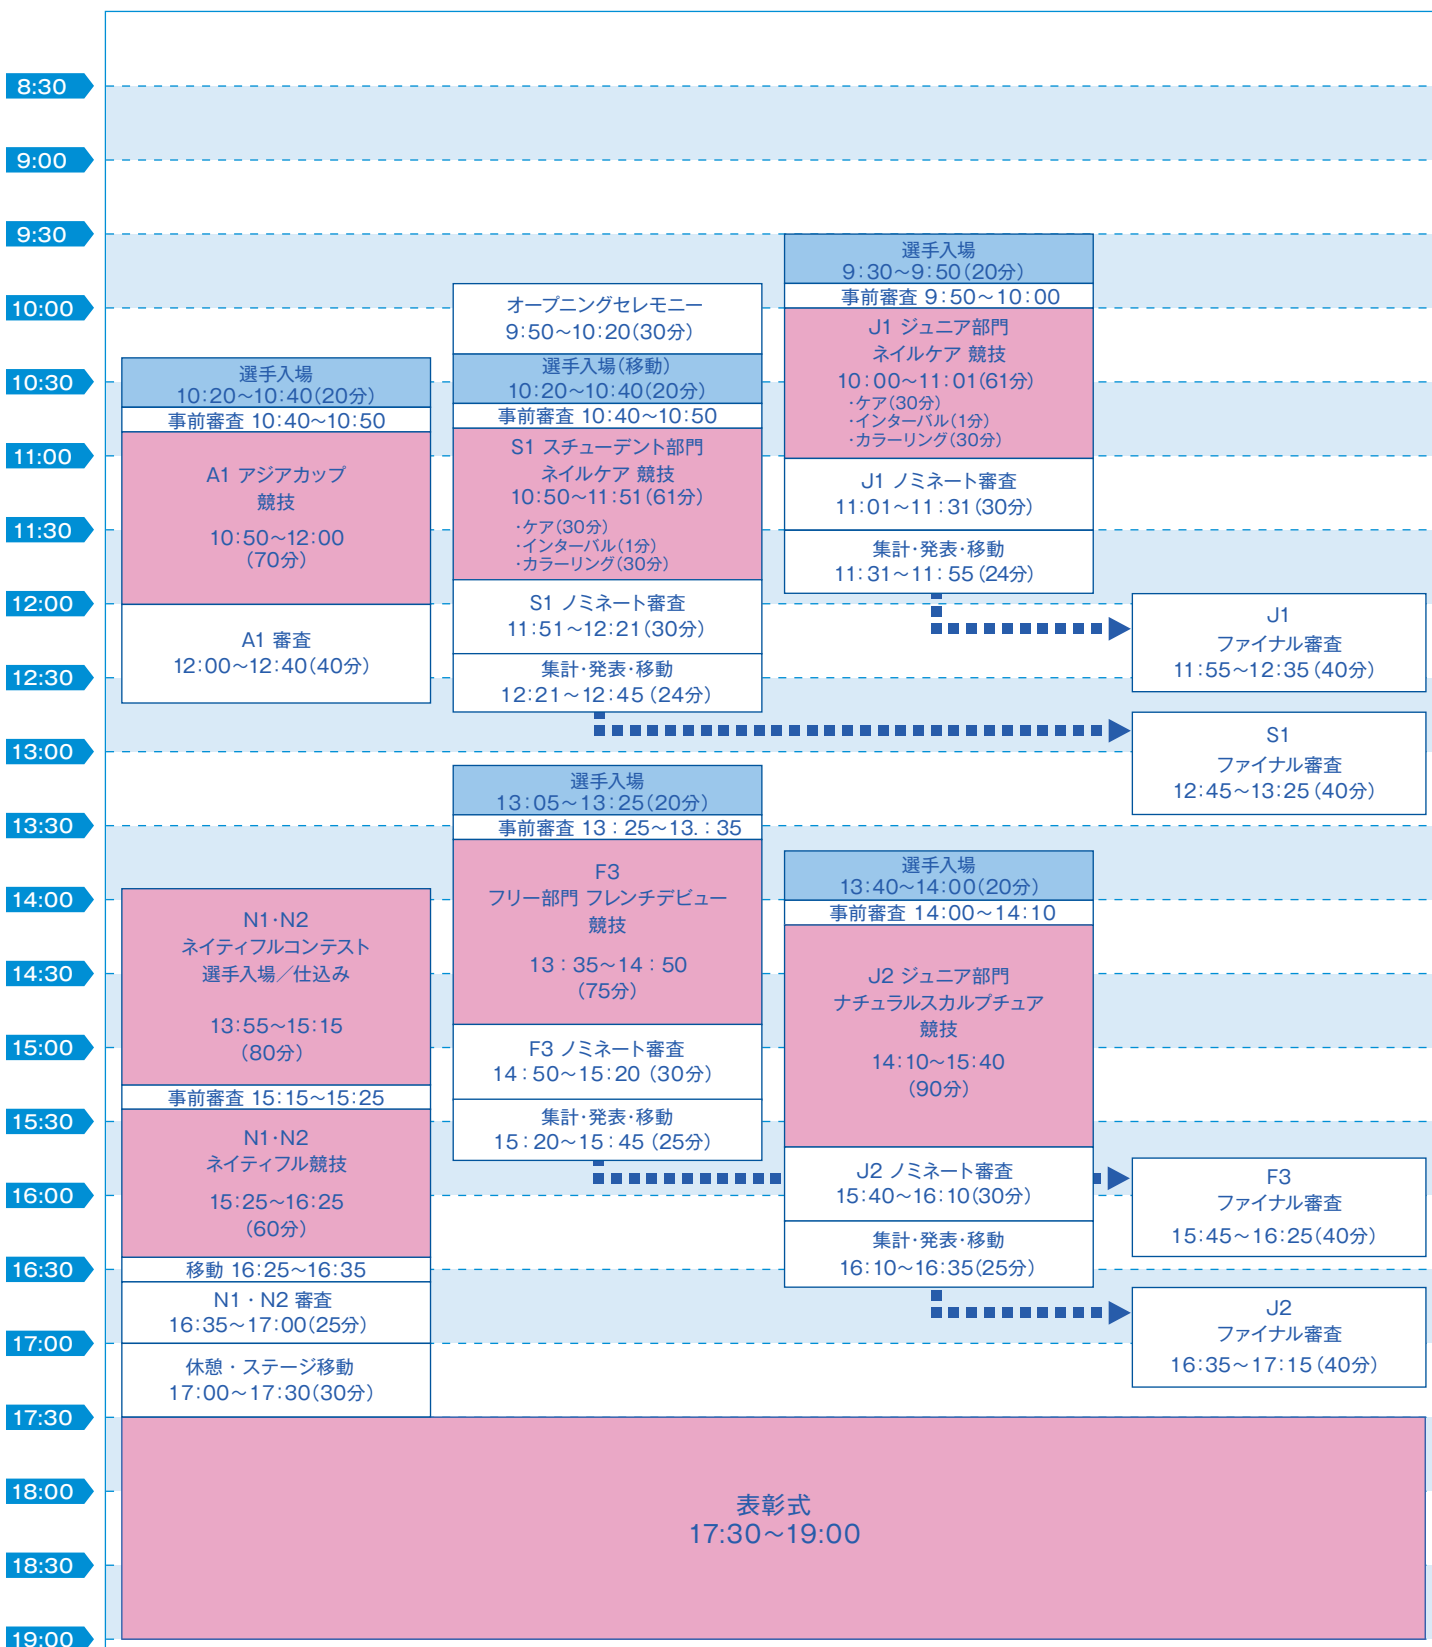 8:30
9:00
9:30
10:00
10:30
11:00
11:30
12:00
12:30
13:00
13:30
14:00
14:30
15:00
15:30
16:00
16:30
17:00
17:30
18:00
18:30
19:00
選手入場
10:20～10:40(20分)
事前審査 10:40～10:50
A1 アジアカップ
競技
10:50～12:00
(70分)
A1 審査
12:00～12:40(40分)
N1･N2
ネイティフルコンテスト
選手入場／仕込み
13:55～15:15
(80分)
事前審査 15:15～15:25
N1･N2
ネイティフル競技
15:25～16:25
(60分)
移動 16:25～16:35
N1・N2 審査
16:35～17:00(25分)
休憩・ステージ移動
17:00～17:30(30分)
オープニングセレモニー
9:50～10:20(30分)
選手入場(移動)
10:20～10:40(20分)
事前審査 10:40～10:50
S1 スチューデント部門
ネイルケア 競技
10:50～11:51(61分)
･ケア(30分)
･インターバル(1分)
･カラーリング(30分)
S1 ノミネート審査
11:51～12:21(30分)
集計･発表･移動
12:21～12:45 (24分)
選手入場
13:05～13:25(20分)
事前審査 13：25～13.：35
F3
フリー部門 フレンチデビュー
競技
13：35～14：50
(75分)
F3 ノミネート審査
14:50～15:20 (30分)
集計･発表･移動
15:20～15:45 (25分)
選手入場
9:30～9:50(20分)
事前審査 9:50～10:00
J1 ジュニア部門
ネイルケア 競技
10:00～11:01(61分)
･ケア(30分)
･インターバル(1分)
･カラーリング(30分)
J1 ノミネート審査
11:01～11:31(30分)
集計･発表･移動
11:31～11：55(24分)
選手入場
13:40～14:00(20分)
事前審査 14:00～14:10
J2 ジュニア部門
ナチュラルスカルプチュア
競技
14:10～15:40
(90分)
J2 ノミネート審査
15:40～16:10(30分)
集計･発表･移動
16:10～16:35(25分)
J1
ファイナル審査
11:55～12:35(40分)
S1
ファイナル審査
12:45～13:25(40分)
F3
ファイナル審査
15:45～16:25(40分)
J2
ファイナル審査
16:35～17:15(40分)
表彰式
17:30～19:00